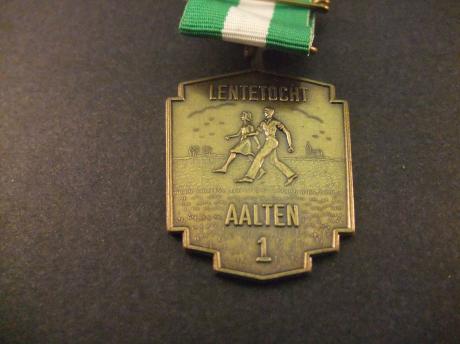 LENTETOCHT
AALTEN
1